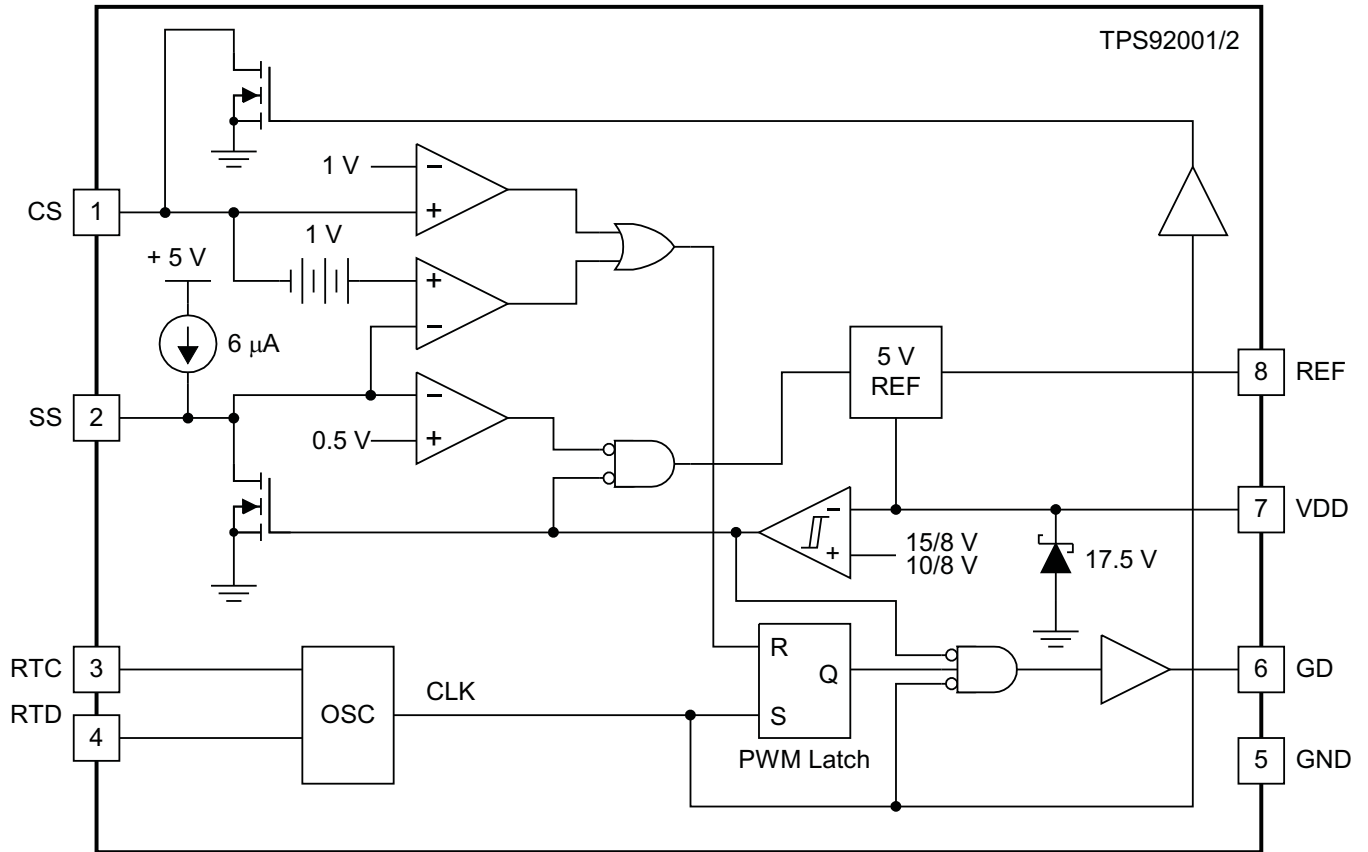 TPS92001/2
1 V
−
+
CS
1
1 V
+ 5 V
+
−
6 μA
5 V
REF
8
REF
SS
2
−
0.5 V
+
−
7
VDD
15/8 V
+
10/8 V
17.5 V
RTC
3
R
Q
6
GD
RTD
4
OSC
CLK
S
PWM Latch
5
GND